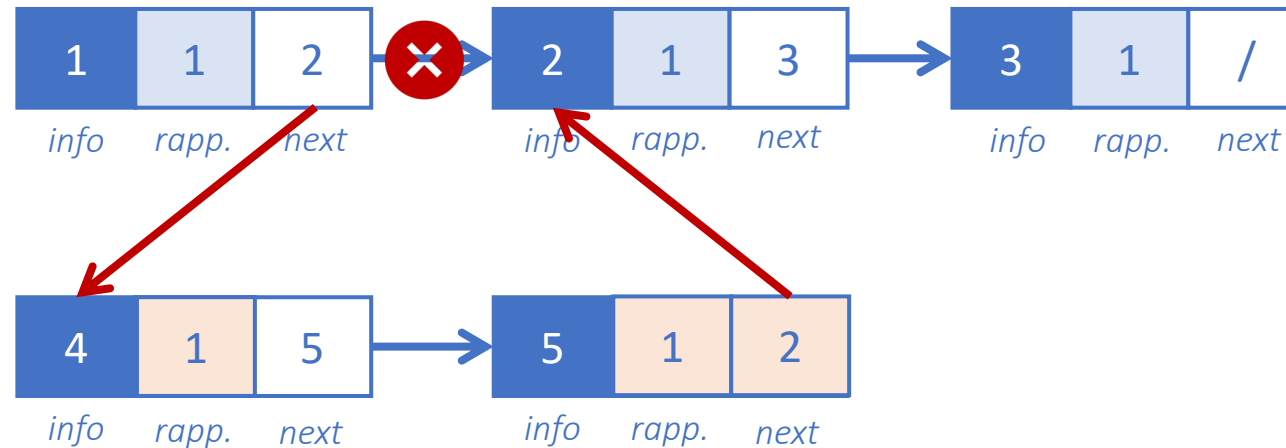 1 1 2 × 2 1 3 3 1 /
info rapp. next info rapp. next info rapp. next
4 1 5 5 1 2
info rapp. next info rapp. next